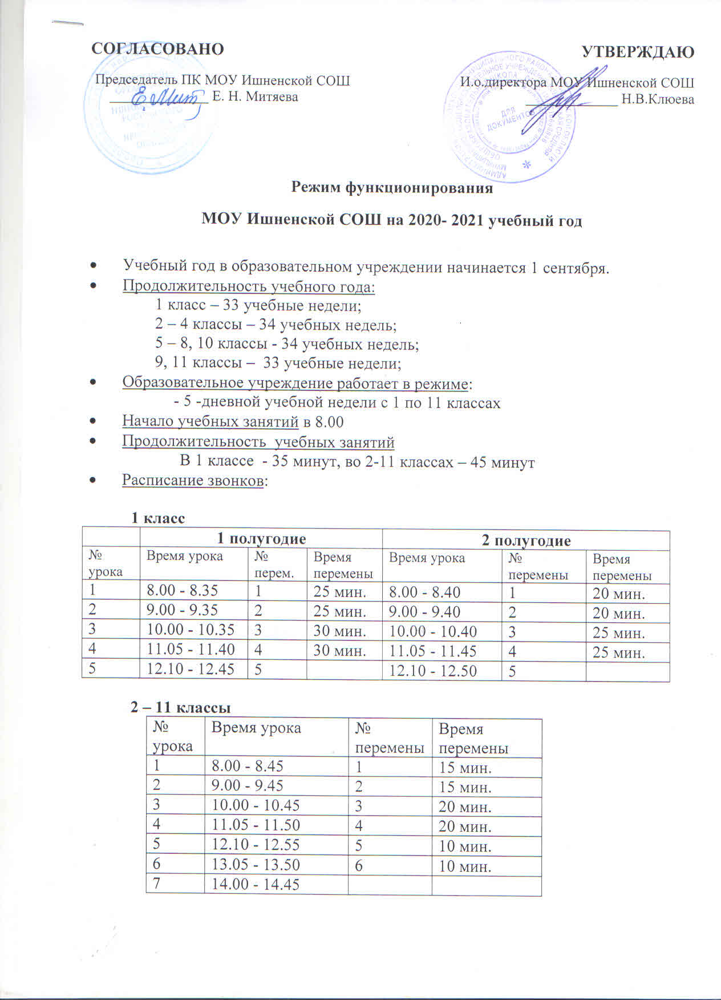 СОГЛАСОВАНО
УТВЕРЖДАЮ
Председатель ПК МОУ Ишненской СОШ
И.о.директора МОУ Ишненской СОШ
Е. Н. Митяева
Н.В.Клюева
ДЛЯ
ДОКУМЕНТОВ
Режим функционирования
МОУ Ишненской СОШ на 2020- 2021 учебный год
• Учебный год в образовательном учреждении начинается 1 сентября.
• Продолжительность учебного года:
1 класс – 33 учебные недели;
2 – 4 классы – 34 учебных недель;
5 – 8, 10 классы - 34 учебных недель;
9, 11 классы – 33 учебные недели;
• Образовательное учреждение работает в режиме:
- 5 -дневной учебной недели с 1 по 11 классах
• Начало учебных занятий в 8.00
• Продолжительность учебных занятий
В 1 классе - 35 минут, во 2-11 классах – 45 минут
• Расписание звонков:
1 класс
1 полугодие 2 полугодие
№ урока Время урока № перем. Время перемены Время урока № перемены Время перемены
1 8.00 - 8.35 1 25 мин. 8.00 - 8.40 1 20 мин.
2 9.00 - 9.35 2 25 мин. 9.00 - 9.40 2 20 мин.
3 10.00 - 10.35 3 30 мин. 10.00 - 10.40 3 25 мин.
4 11.05 - 11.40 4 30 мин. 11.05 - 11.45 4 25 мин.
5 12.10 - 12.45 5 12.10 - 12.50 5
2 – 11 классы
№ урока Время урока № перемены Время перемены
1 8.00 - 8.45 1 15 мин.
2 9.00 - 9.45 2 15 мин.
3 10.00 - 10.45 3 20 мин.
4 11.05 - 11.50 4 20 мин.
5 12.10 - 12.55 5 10 мин.
6 13.05 - 13.50 6 10 мин.
7 14.00 - 14.45